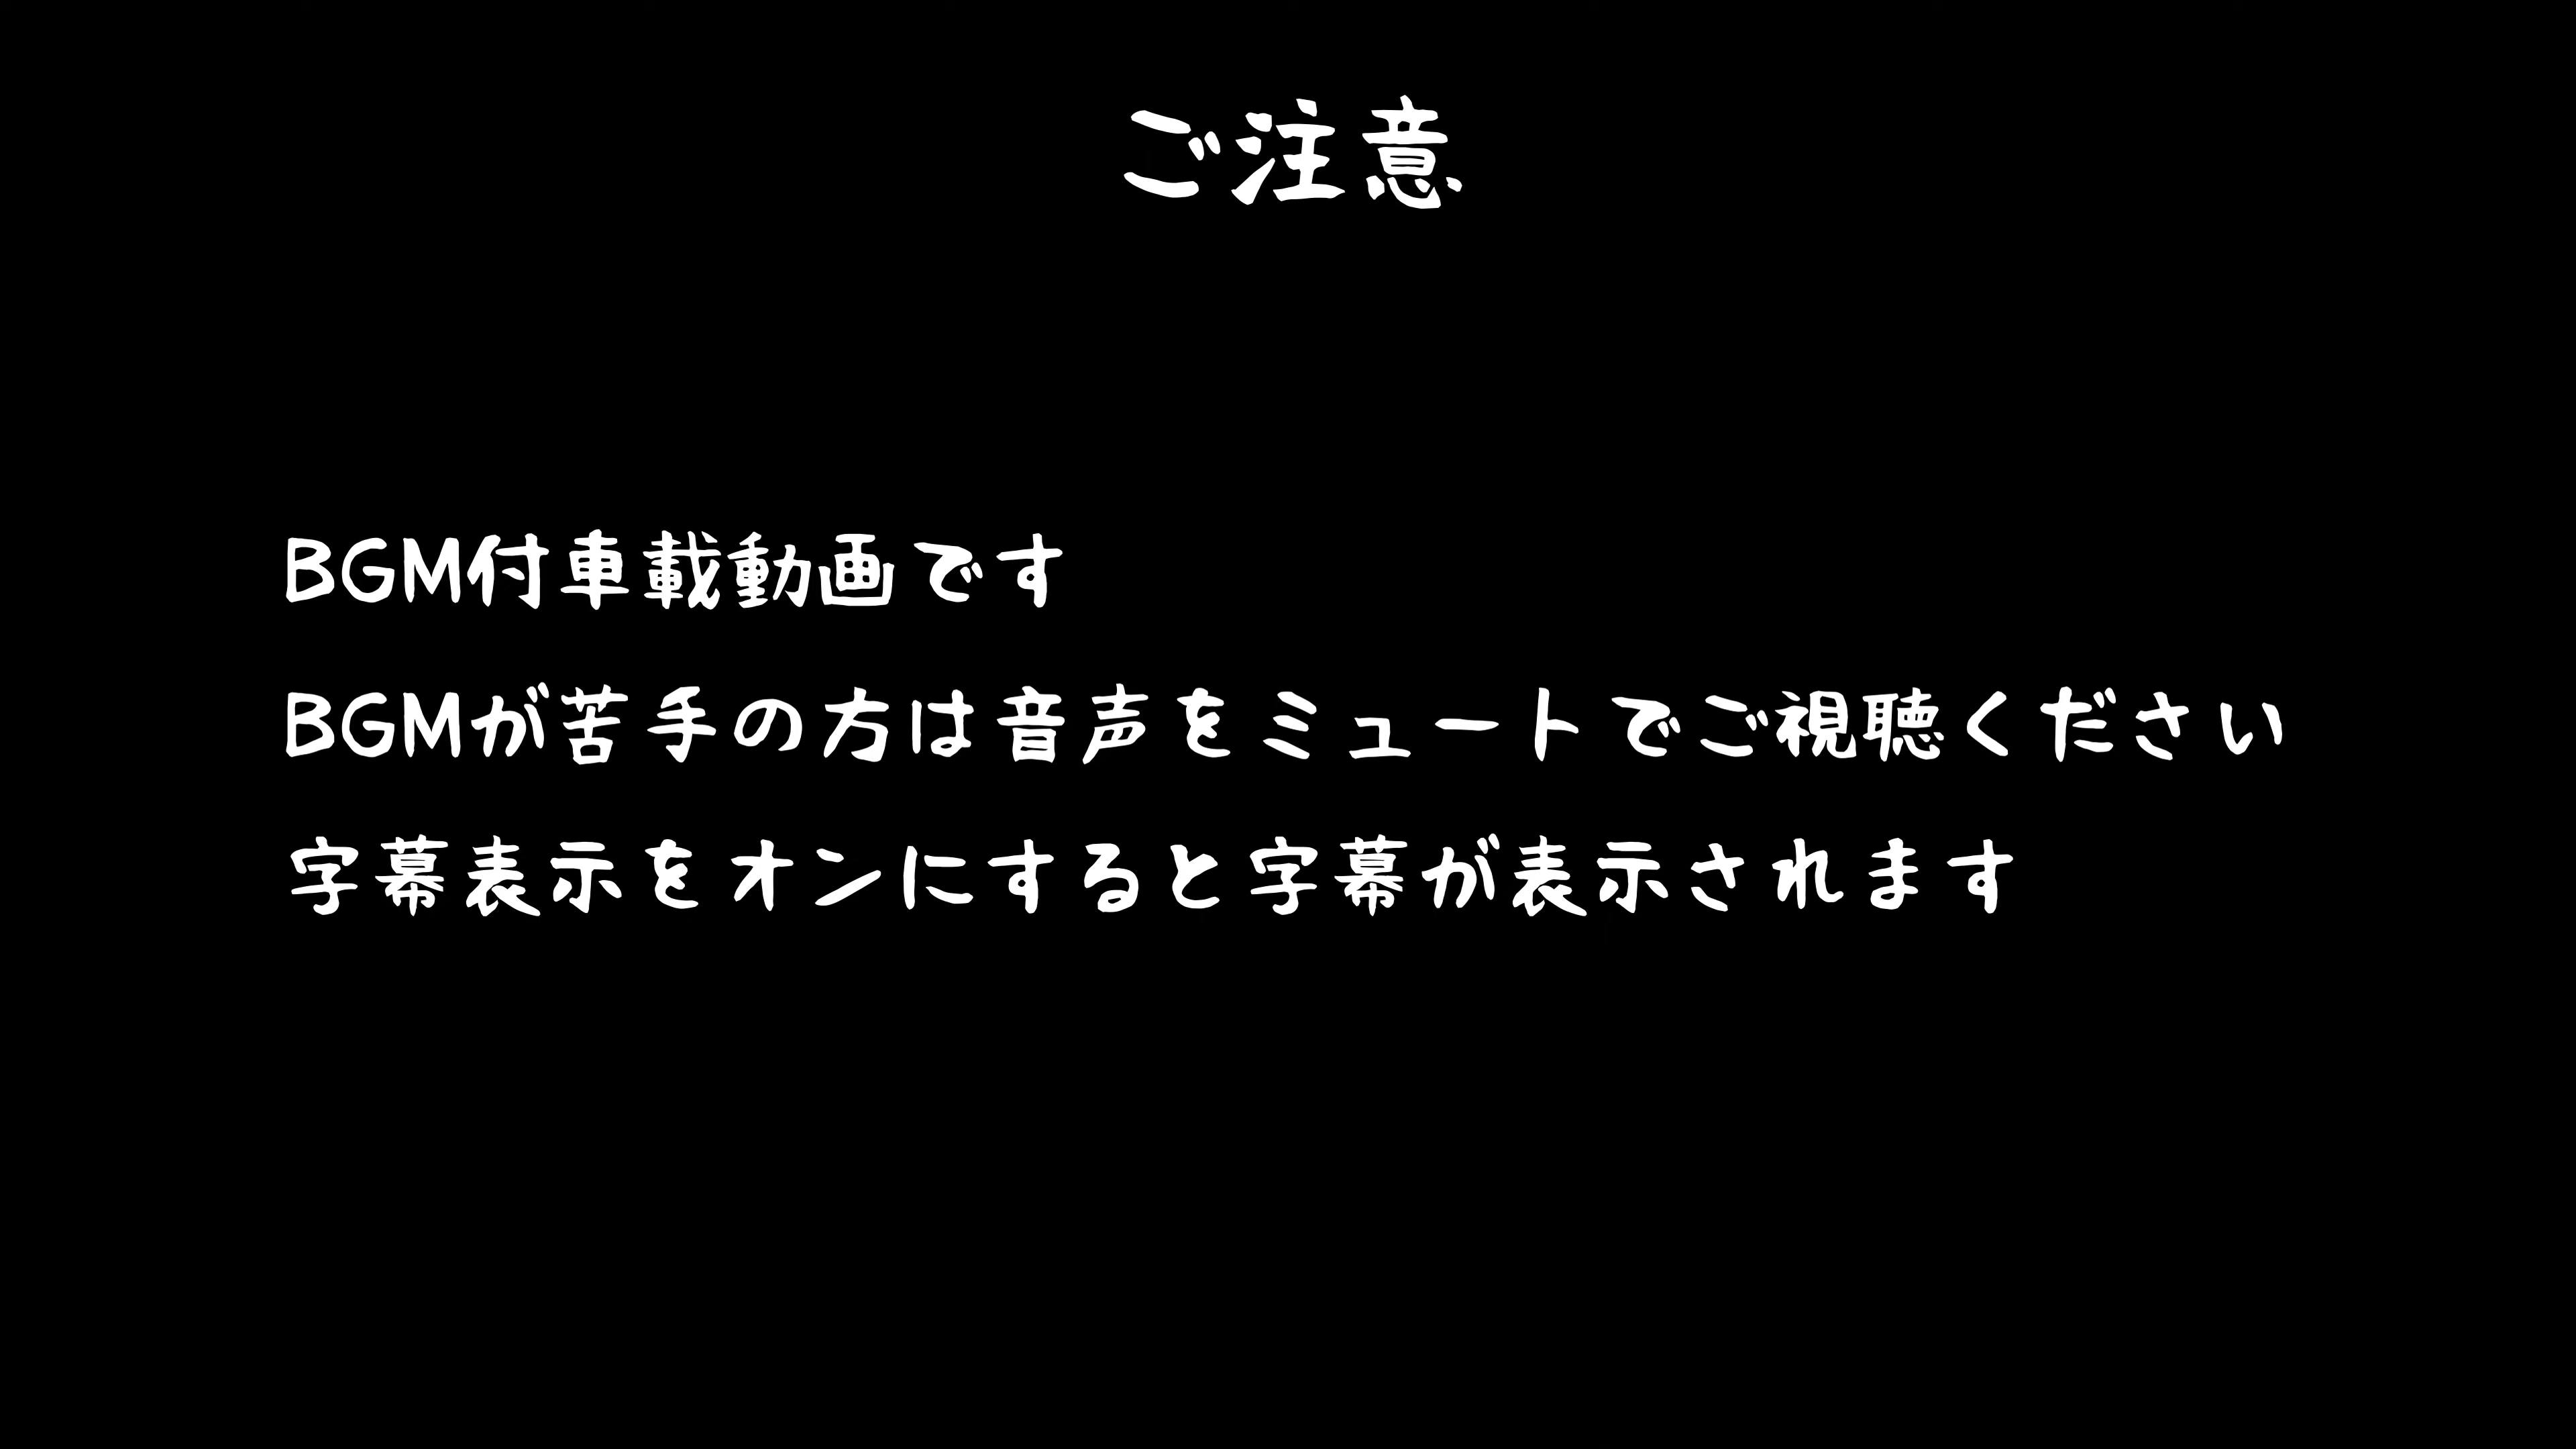 ご注意
BGM付車載動画です
BGMが苦手の方は音声をミュートでご視聴ください
字幕表示をオンにすると字幕が表示されます